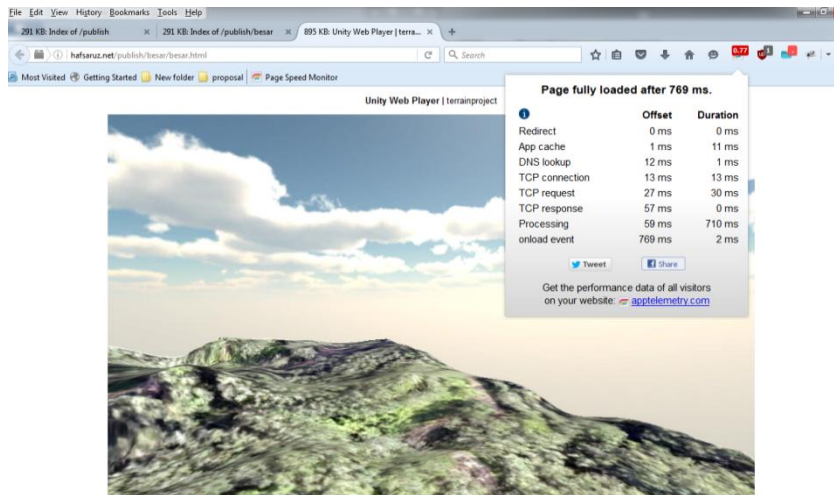 File Edit View History Bookmarks Tools Help
291 KB: Index of /publish × 291 KB: Index of /publish/besar × 895 KB: Unity Web Player | terra... × +
hafsaruz.net/publish/besar/besar.html Search 0.77
Most Visited Getting Started New folder proposal Page Speed Monitor
Unity Web Player | terrainproject
Page fully loaded after 769 ms.
Offset Duration
Redirect 0 ms 0 ms
App cache 1 ms 11 ms
DNS lookup 12 ms 1 ms
TCP connection 13 ms 13 ms
TCP request 27 ms 30 ms
TCP response 57 ms 0 ms
Processing 59 ms 710 ms
onload event 769 ms 2 ms
Tweet Share
Get the performance data of all visitors
on your website: apptelemetry.com